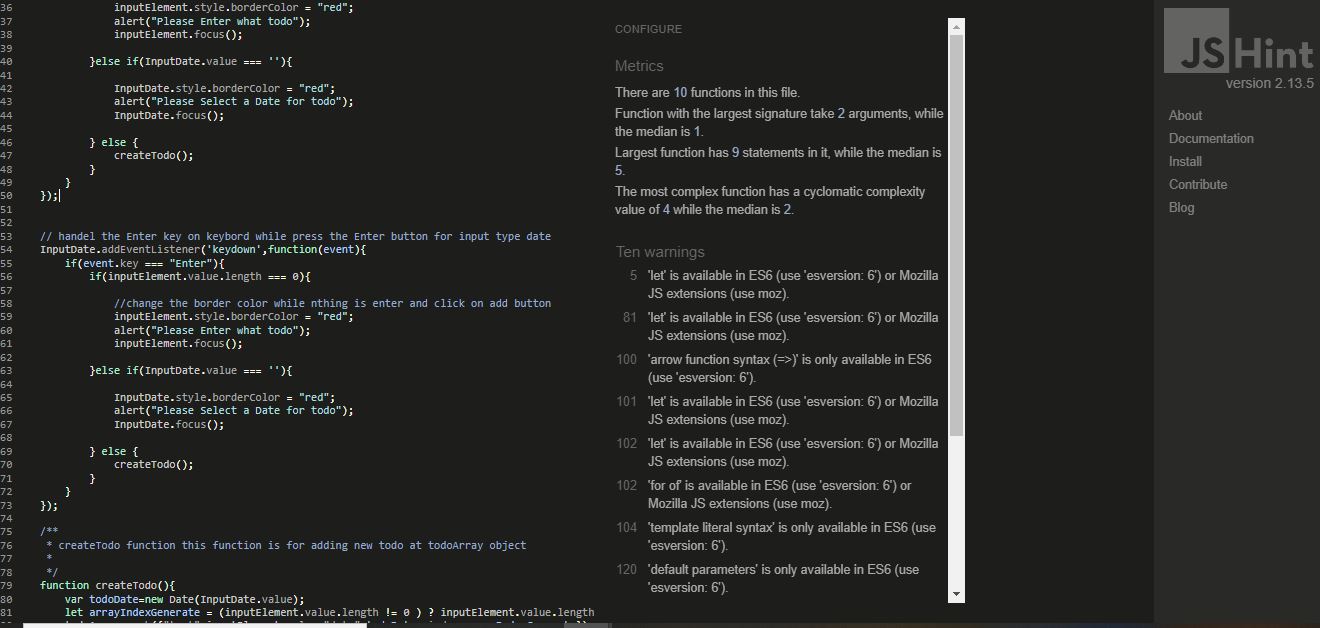 36 inputElement.style.borderColor = "red";
37 alert("Please Enter what todo");
38 inputElement.focus();
39
40 }else if(InputDate.value === ''){
41
42 InputDate.style.borderColor = "red";
43 alert("Please Select a Date for todo");
44 InputDate.focus();
45
46 } else {
47 createTodo();
48 }
49 }
50 });
51
52
53 // handel the Enter key on keybord while press the Enter button for input type date
54 InputDate.addEventListener('keydown',function(event){
55 if(event.key === "Enter"){
56 if(inputElement.value.length === 0){
57
58 //change the border color while nthing is enter and click on add button
59 inputElement.style.borderColor = "red";
60 alert("Please Enter what todo");
61 inputElement.focus();
62
63 }else if(InputDate.value === ''){
64
65 InputDate.style.borderColor = "red";
66 alert("Please Select a Date for todo");
67 InputDate.focus();
68
69 } else {
70 createTodo();
71 }
72 }
73 });
74
75 /**
76 * createTodo function this function is for adding new todo at todoArray object
77 *
78 */
79 function createTodo(){
80 var todoDate=new Date(InputDate.value);
81 let arrayIndexGenerate = (inputElement.value.length != 0 ) ? inputElement.value.length
CONFIGURE
Metrics
There are 10 functions in this file.
Function with the largest signature take 2 arguments, while
the median is 1.
Largest function has 9 statements in it, while the median is
5.
The most complex function has a cyclomatic complexity
value of 4 while the median is 2.
Ten warnings
5 'let' is available in ES6 (use 'esversion: 6') or Mozilla
JS extensions (use moz).
81 'let' is available in ES6 (use 'esversion: 6') or Mozilla
JS extensions (use moz).
100 'arrow function syntax (=>)' is only available in ES6
(use 'esversion: 6').
101 'let' is available in ES6 (use 'esversion: 6') or Mozilla
JS extensions (use moz).
102 'let' is available in ES6 (use 'esversion: 6') or Mozilla
JS extensions (use moz).
102 'for of' is available in ES6 (use 'esversion: 6') or
Mozilla JS extensions (use moz).
104 'template literal syntax' is only available in ES6 (use
'esversion: 6').
120 'default parameters' is only available in ES6 (use
'esversion: 6').
JSHint
version 2.13.5
About
Documentation
Install
Contribute
Blog